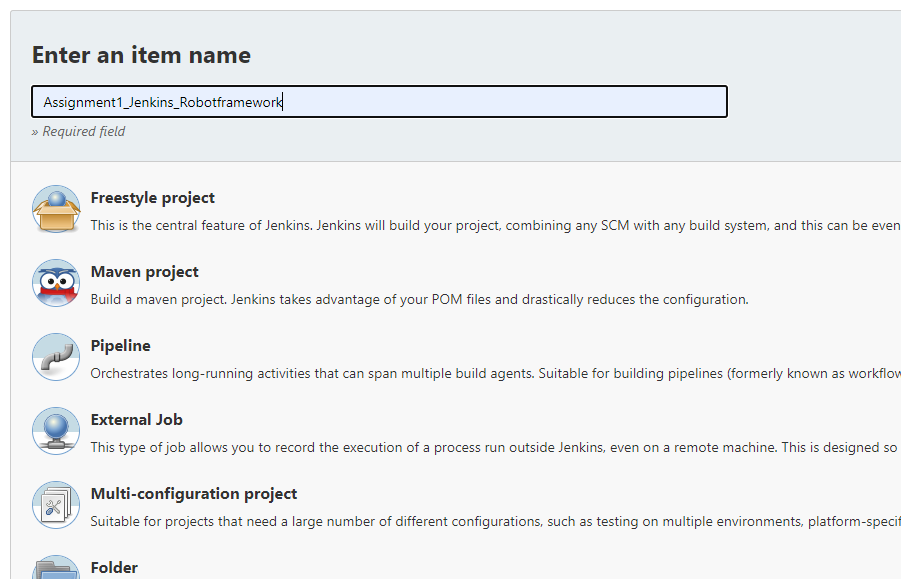 Enter an item name
Assignment1_Jenkins_Robotframework
» Required field
Freestyle project
This is the central feature of Jenkins. Jenkins will build your project, combining any SCM with any build system, and this can be even
Maven project
Build a maven project. Jenkins takes advantage of your POM files and drastically reduces the configuration.
Pipeline
Orchestrates long-running activities that can span multiple build agents. Suitable for building pipelines (formerly known as workflow
External Job
This type of job allows you to record the execution of a process run outside Jenkins, even on a remote machine. This is designed so
Multi-configuration project
Suitable for projects that need a large number of different configurations, such as testing on multiple environments, platform-specif
Folder